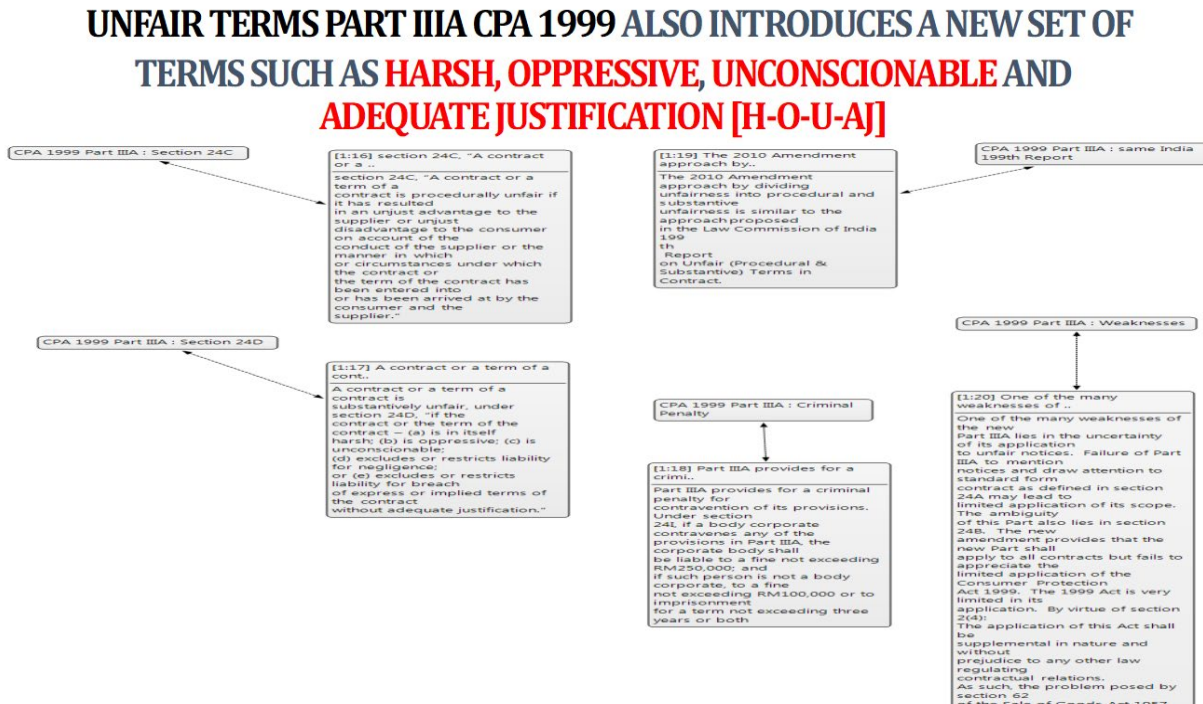 UNFAIR TERMS PART IIIA CPA 1999 ALSO INTRODUCES A NEW SET OF
TERMS SUCH AS HARSH, OPPRESSIVE, UNCONSCIONABLE AND
ADEQUATE JUSTIFICATION [H-O-U-AJ]
CPA 1999 Part IIIA : Section 24C
[1:16] section 24C, "A contract
or a ..
section 24C, "A contract or a
term of a
contract is procedurally unfair if
it has resulted
in an unjust advantage to the
supplier or unjust
disadvantage to the consumer
on account of the
conduct of the supplier or the
manner in which
or circumstances under which
the contract or
the term of the contract has
been entered into
or has been arrived at by the
consumer and the
supplier."
[1:19] The 2010 Amendment
approach by..
The 2010 Amendment
approach by dividing
unfairness into procedural and
substantive
unfairness is similar to the
approach proposed
in the Law Commission of India
199
th
Report
on Unfair (Procedural &
Substantive) Terms in
Contract.
CPA 1999 Part IIIA : same India
199th Report
CPA 1999 Part IIIA : Section 24D
[1:17] A contract or a term of a
cont..
A contract or a term of a
contract is
substantively unfair, under
section 24D, "if the
contract or the term of the
contract – (a) is in itself
harsh; (b) is oppressive; (c) is
unconscionable;
(d) excludes or restricts liability
for negligence;
or (e) excludes or restricts
liability for breach
of express or implied terms of
the contract
without adequate justification."
CPA 1999 Part IIIA : Criminal
Penalty
[1:18] Part IIIA provides for a
crimi..
Part IIIA provides for a criminal
penalty for
contravention of its provisions.
Under section
24I, if a body corporate
contravenes any of the
provisions in Part IIIA, the
corporate body shall
be liable to a fine not exceeding
RM250,000; and
if such person is not a body
corporate, to a fine
not exceeding RM100,000 or to
imprisonment
for a term not exceeding three
years or both
CPA 1999 Part IIIA : Weaknesses
[1:20] One of the many
weaknesses of ..
One of the many weaknesses of
the new
Part IIIA lies in the uncertainty
of its application
to unfair notices. Failure of Part
IIIA to mention
notices and draw attention to
standard form
contract as defined in section
24A may lead to
limited application of its scope.
The ambiguity
of this Part also lies in section
24B. The new
amendment provides that the
new Part shall
apply to all contracts but fails to
appreciate the
limited application of the
Consumer Protection
Act 1999. The 1999 Act is very
limited in its
application. By virtue of section
2(4):
The application of this Act shall
be
supplemental in nature and
without
prejudice to any other law
regulating
contractual relations.
As such, the problem posed by
section 62
of the Sale of Goods Act 1957